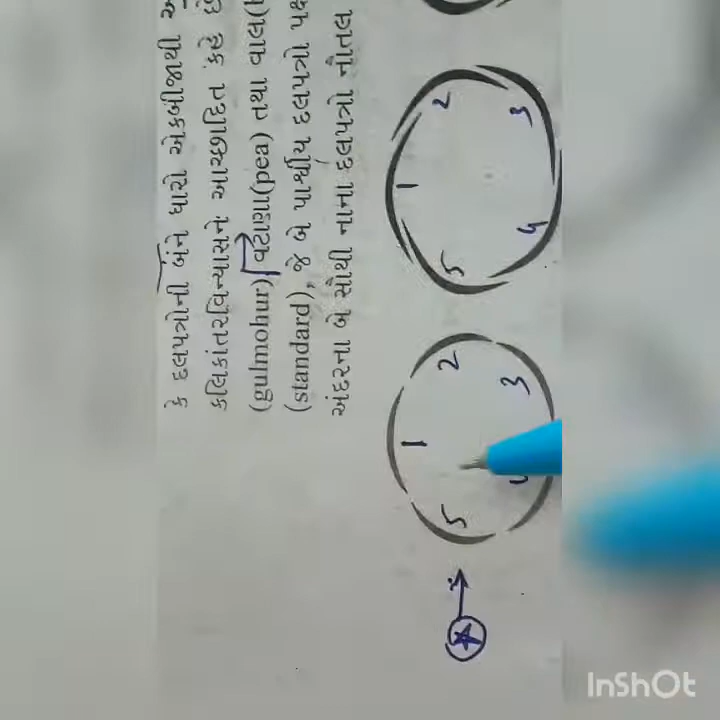 કે દલપત્રોની બંને ધારો એકબીજાથી
કલિકાંતરવિન્યાસને આચ્છાદિત કહે છે
(gulmohur) વટાણા(pea) તથા વાલ(
(standard), જે બે પાર્શ્વીય દલપત્રો
અંદરના બે સૌથી નાના દલપત્રો નૌતલ
1
2
3
5
1
2
3
4
5
InShOt